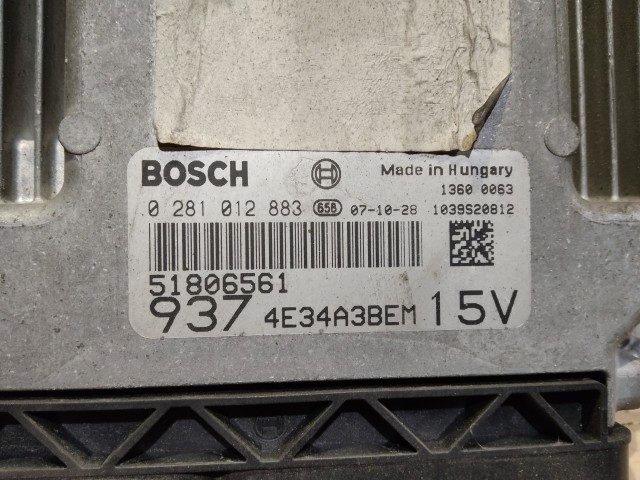 BOSCH Made in Hungary
1360 0063
0 281 012 883 658 07-10-28 1039S20812
51806561
937 4E34A3BEM 15V